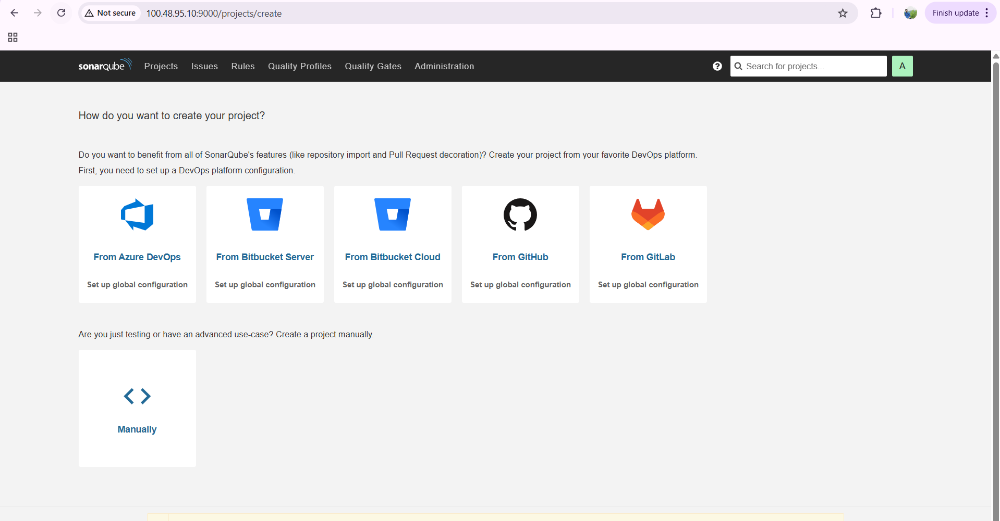 Not secure 100.48.95.10:9000/projects/create Finish update
sonarqube Projects Issues Rules Quality Profiles Quality Gates Administration ? Search for projects... A
How do you want to create your project?
Do you want to benefit from all of SonarQube's features (like repository import and Pull Request decoration)? Create your project from your favorite DevOps platform.
First, you need to set up a DevOps platform configuration.
From Azure DevOps From Bitbucket Server From Bitbucket Cloud From GitHub From GitLab
Set up global configuration Set up global configuration Set up global configuration Set up global configuration Set up global configuration
Are you just testing or have an advanced use-case? Create a project manually.
Manually